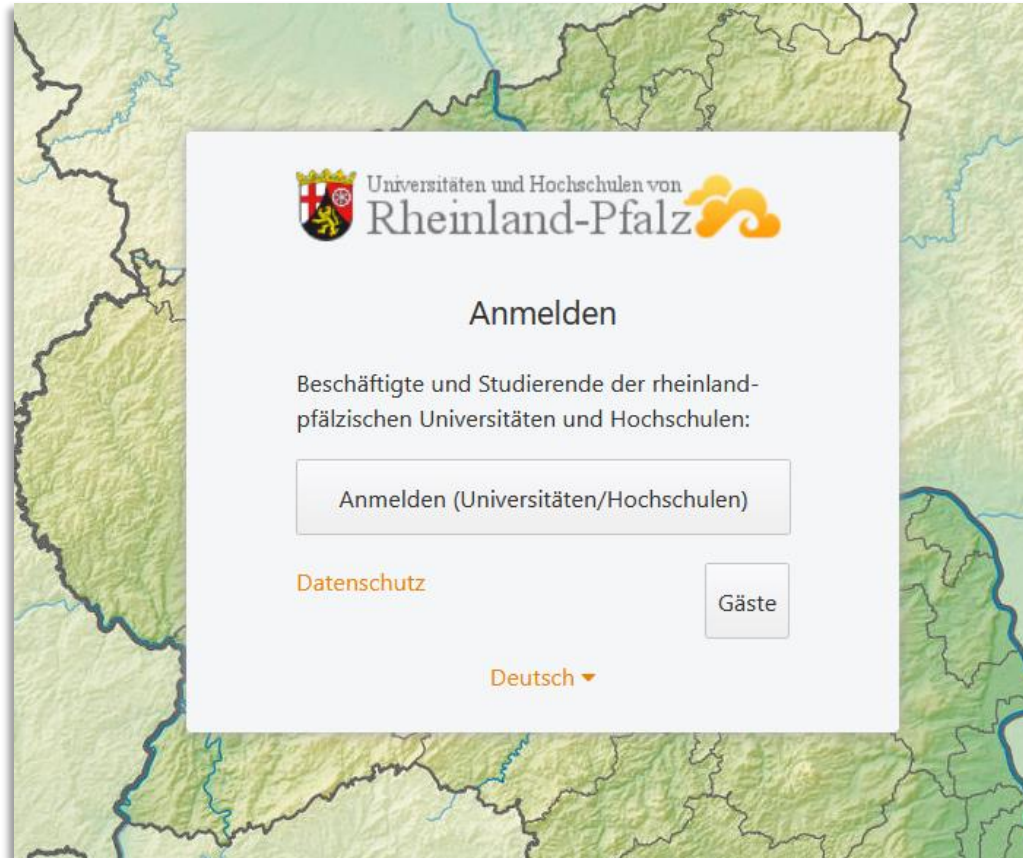 Universitäten und Hochschulen von
Rheinland-Pfalz
Anmelden
Beschäftigte und Studierende der rheinland-
pfälzischen Universitäten und Hochschulen:
Anmelden (Universitäten/Hochschulen)
Datenschutz
Gäste
Deutsch